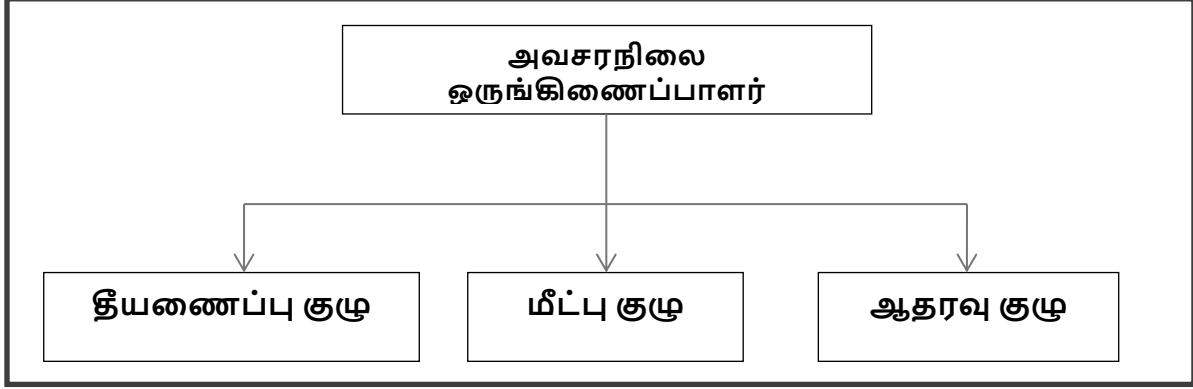 அவசரநிலை
ஒருங்கிணைப்பாளர்
தீயணைப்பு குழு
மீட்பு குழு
ஆதரவு குழு